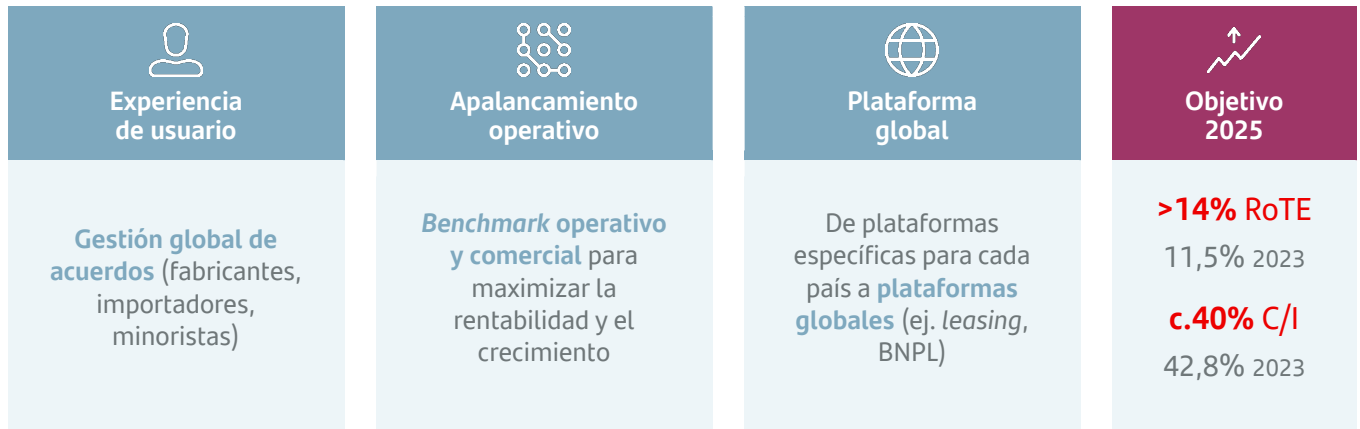 Experiencia
de usuario
Gestión global de
acuerdos (fabricantes,
importadores,
minoristas)
Apalancamiento
operativo
Benchmark operativo
y comercial para
maximizar la
rentabilidad y el
crecimiento
Plataforma
global
De plataformas
específicas para cada
país a plataformas
globales (ej. leasing,
BNPL)
Objetivo
2025
>14% RoTE
11,5% 2023
c.40% C/I
42,8% 2023